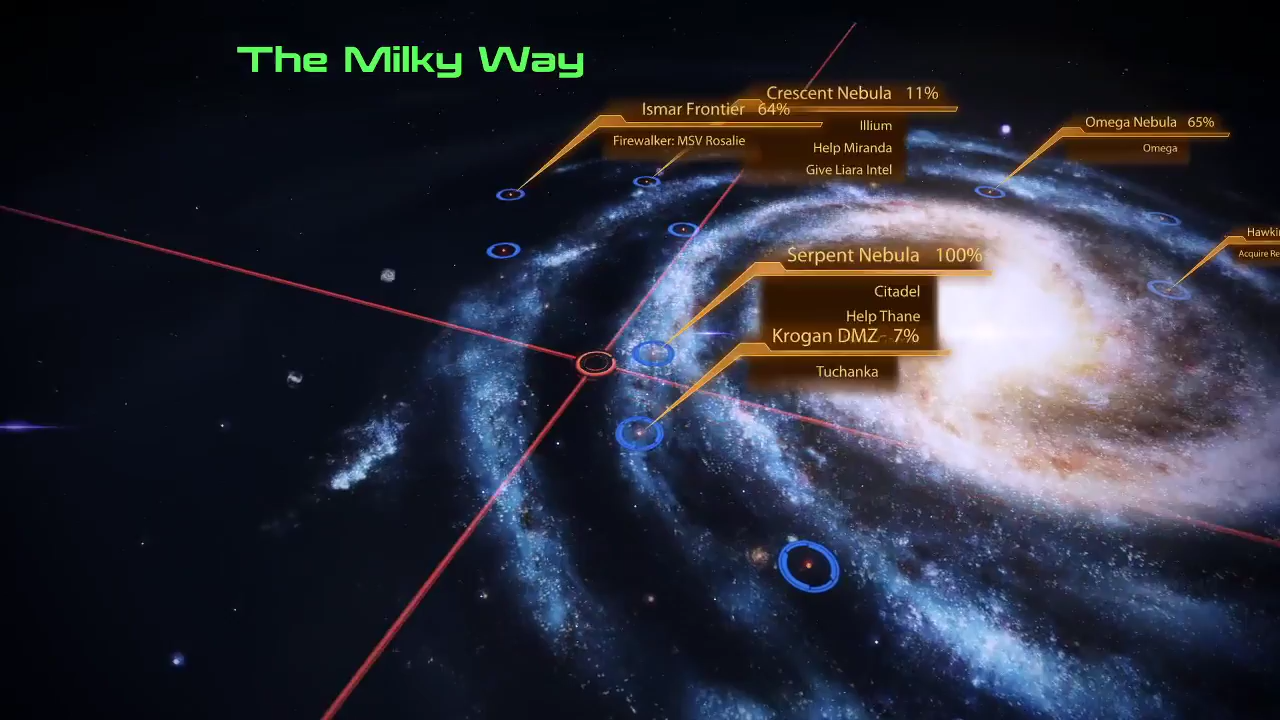 The Milky Way
Crescent Nebula 11%
Illium
Help Miranda
Give Liara Intel
Ismar Frontier 64%
Firewalker: MSV Rosalie
Omega Nebula 65%
Omega
Serpent Nebula 100%
Citadel
Help Thane
Krogan DMZ 7%
Tuchanka
Acquire